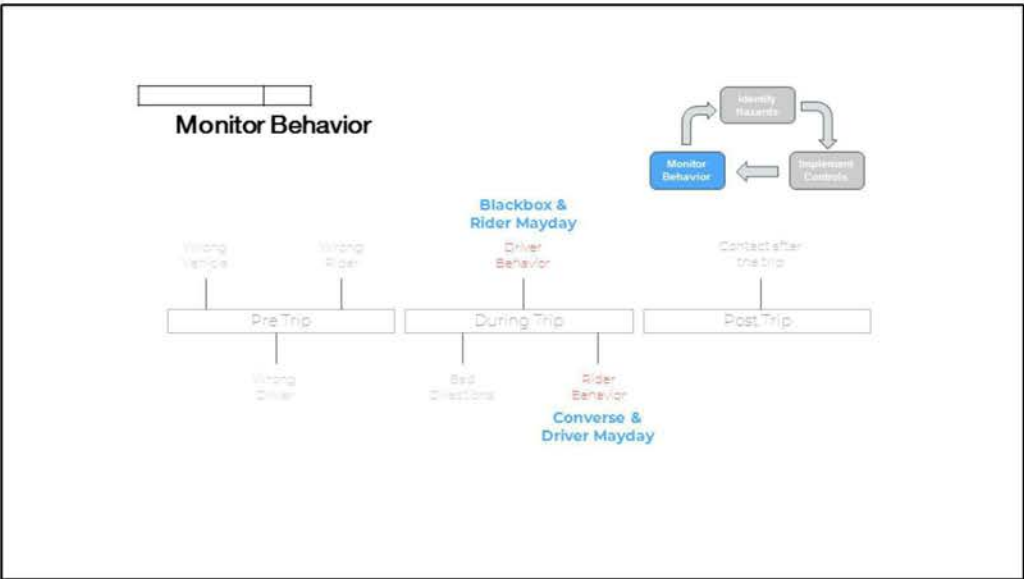 Monitor Behavior
Identify
Hazards
Monitor
Behavior
Implement
Controls
Blackbox &
Rider Mayday
Wrong
Vehicle
Wrong
Rider
Driver
Behavior
Contact after
the trip
Pre Trip
During Trip
Post Trip
Wrong
Driver
Bad
Directions
Rider
Behavior
Converse &
Driver Mayday